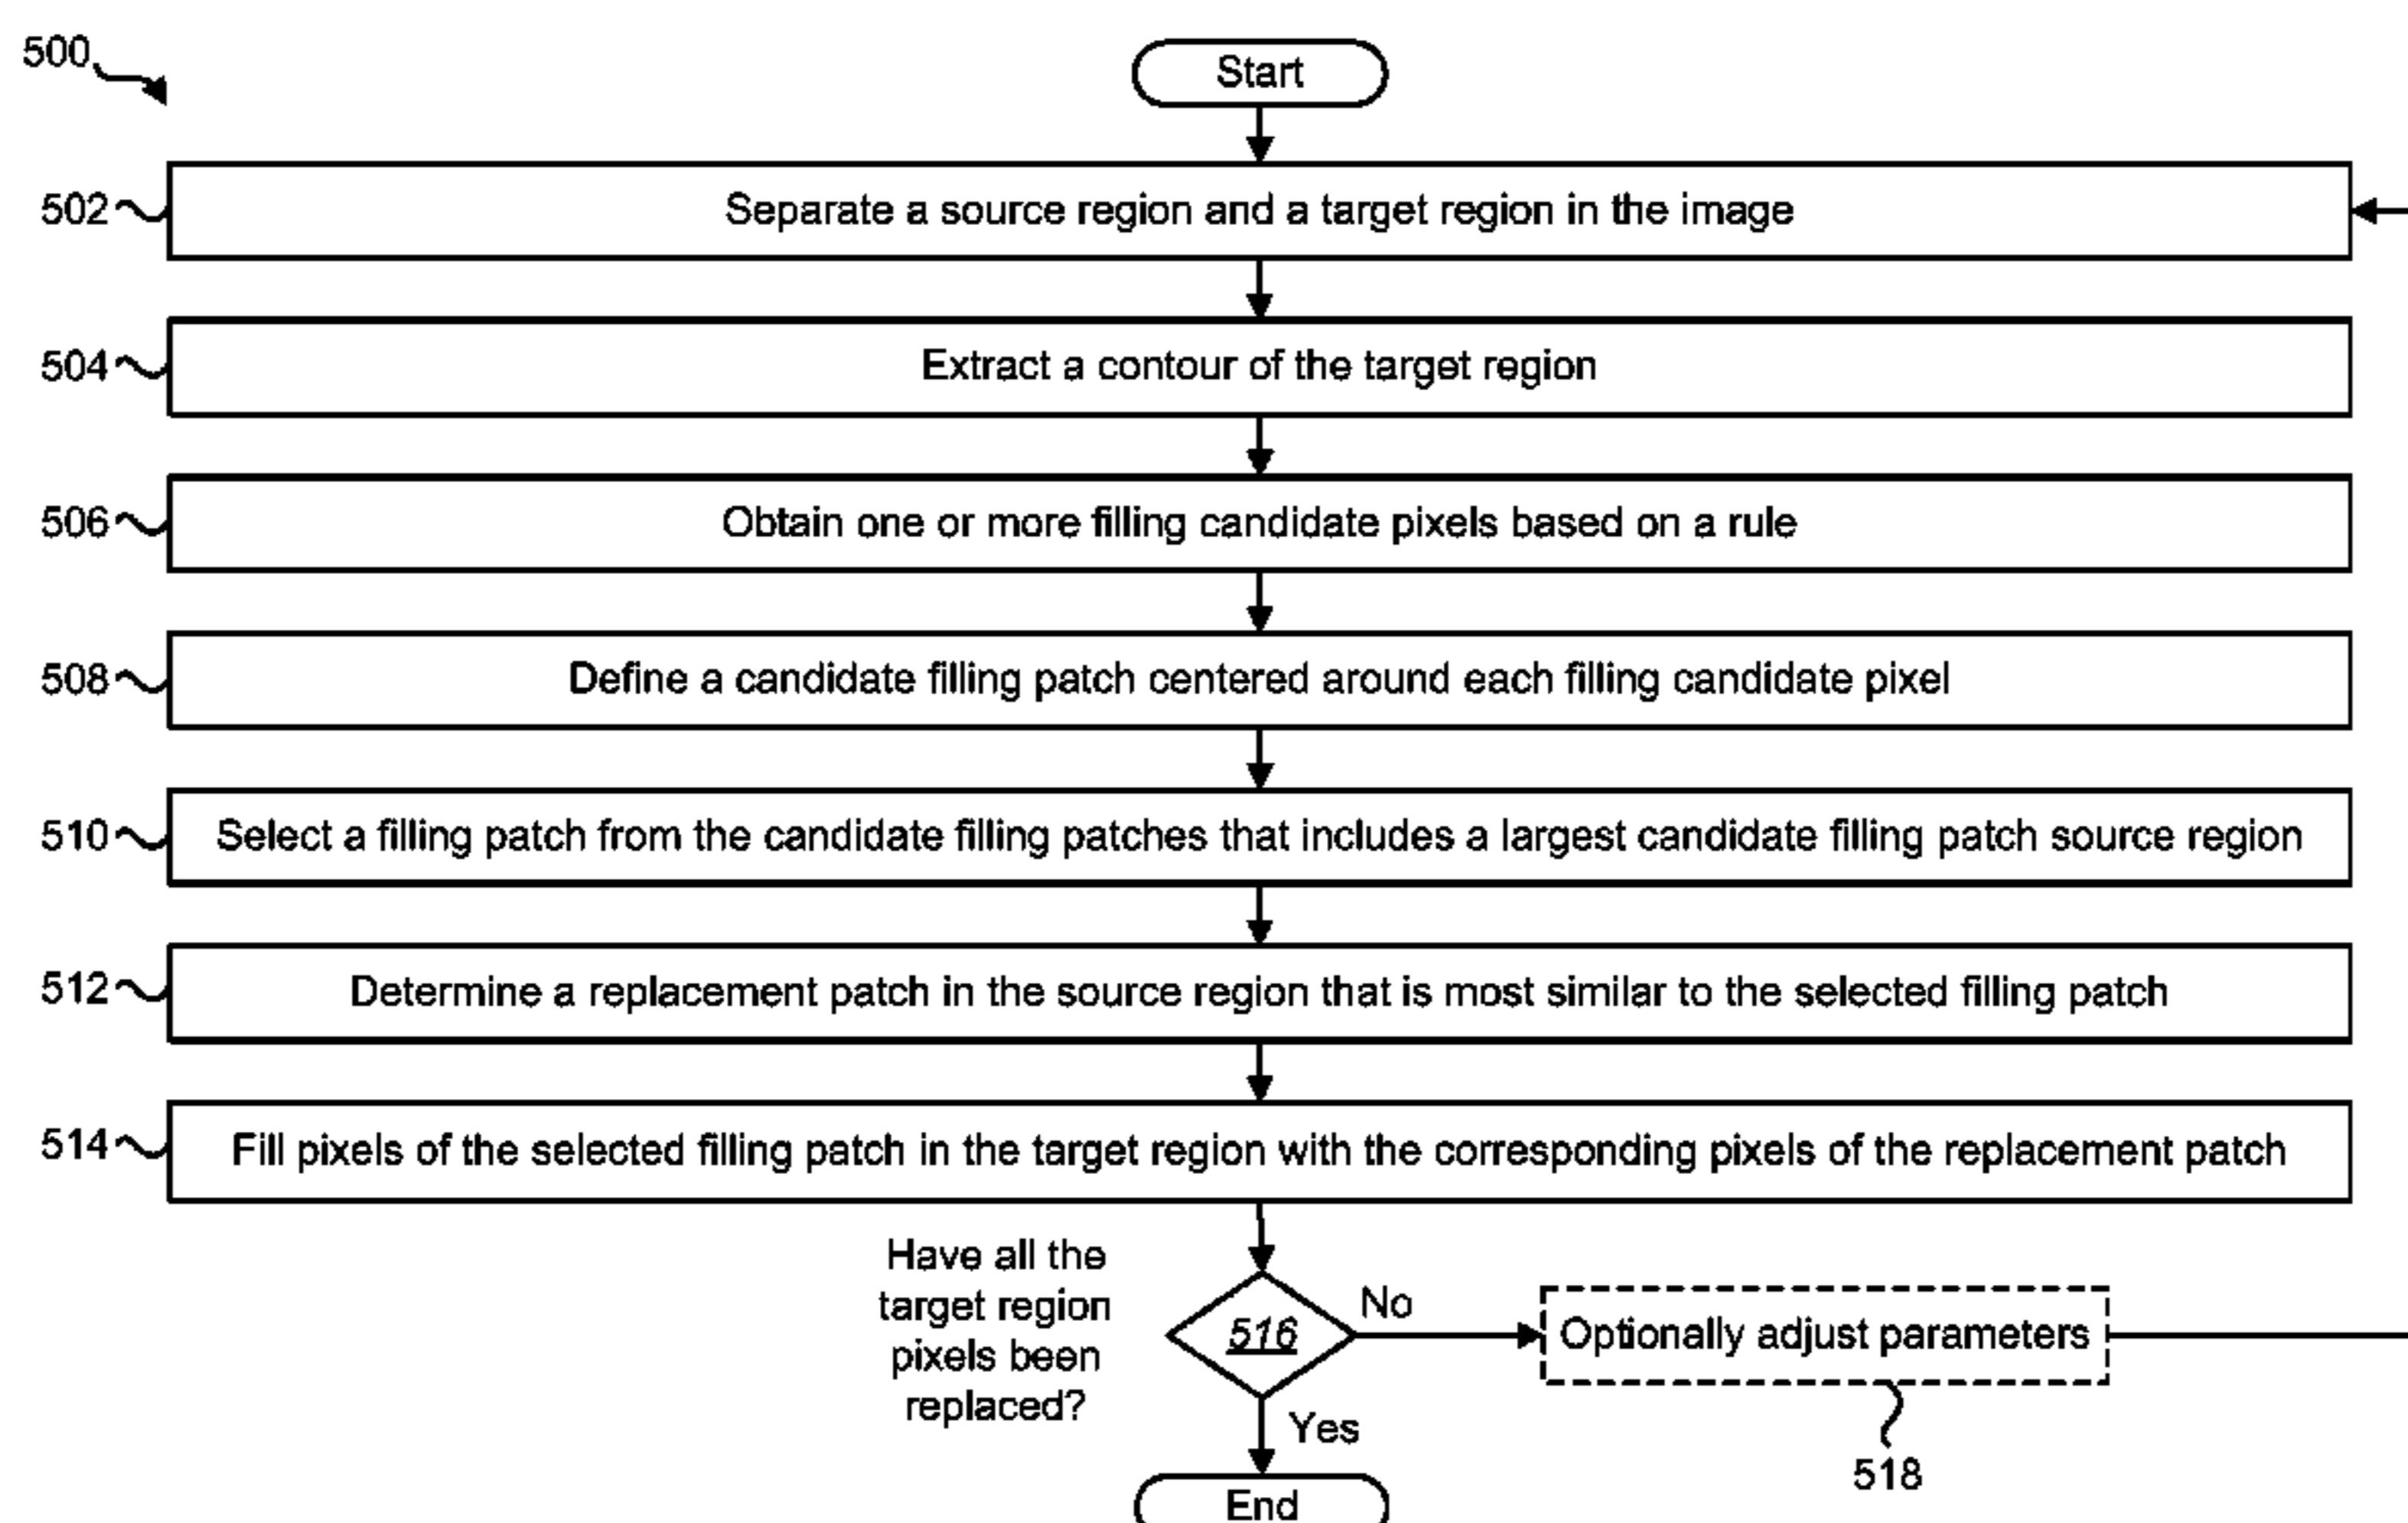 500
Start
502
Separate a source region and a target region in the image
504
Extract a contour of the target region
506
Obtain one or more filling candidate pixels based on a rule
508
Define a candidate filling patch centered around each filling candidate pixel
510
Select a filling patch from the candidate filling patches that includes a largest candidate filling patch source region
512
Determine a replacement patch in the source region that is most similar to the selected filling patch
514
Fill pixels of the selected filling patch in the target region with the corresponding pixels of the replacement patch
Have all the
target region
pixels been
replaced?
516
No
Optionally adjust parameters
518
Yes
End